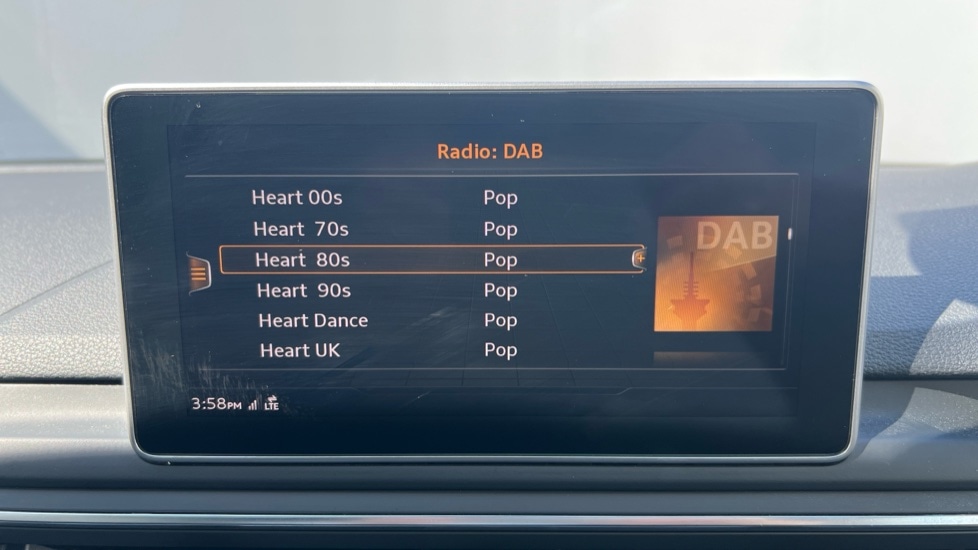 Radio: DAB
Heart 00s Pop
Heart 70s Pop
Heart 80s Pop
Heart 90s Pop
Heart Dance Pop
Heart UK Pop
DAB
3:58PM LTE